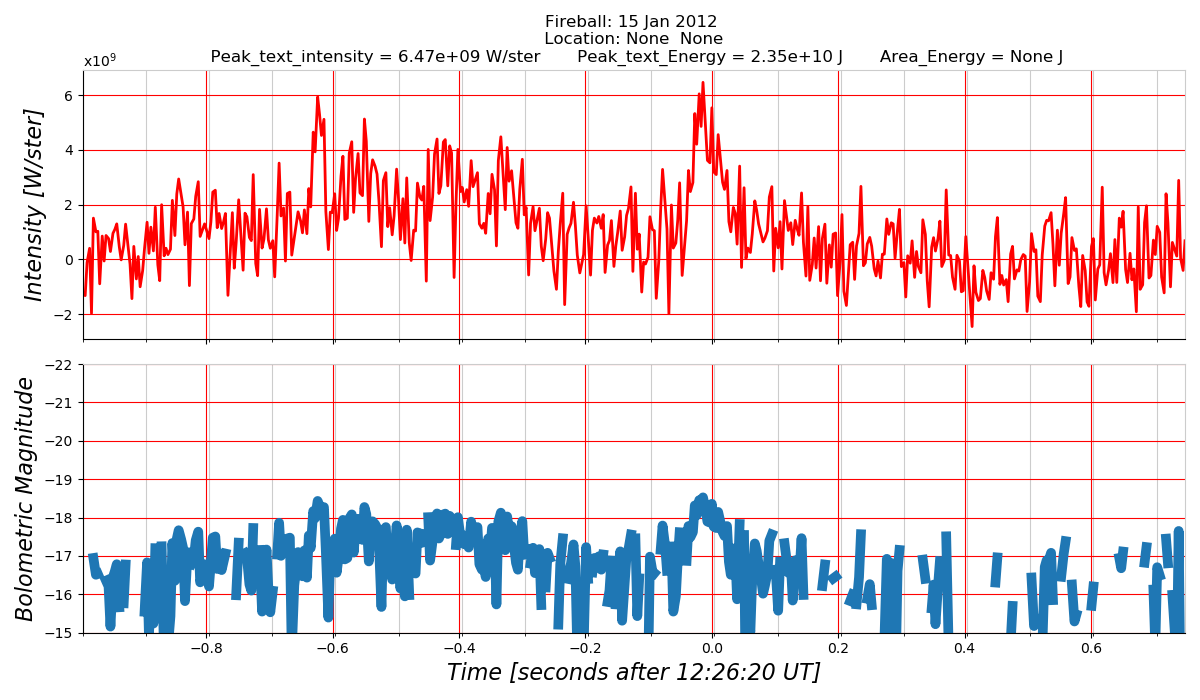 Fireball: 15 Jan 2012
Location: None  None
Peak_text_intensity = 6.47e+09 W/ster       Peak_text_Energy = 2.35e+10 J       Area_Energy = None J
x10⁹
Intensity [W/ster]
6
4
2
0
−2
Bolometric Magnitude
−22
−21
−20
−19
−18
−17
−16
−15
−0.8 −0.6 −0.4 −0.2 0.0 0.2 0.4 0.6
Time [seconds after 12:26:20 UT]